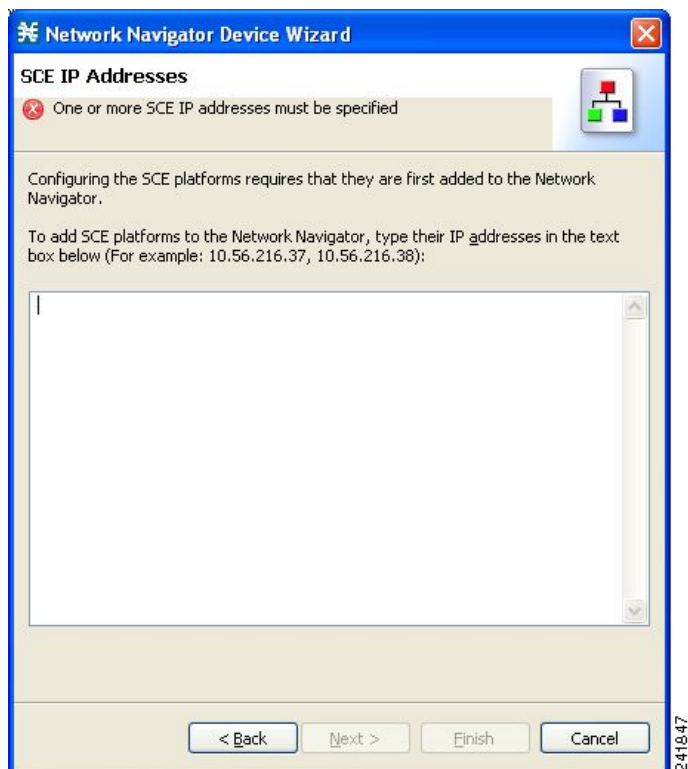 Network Navigator Device Wizard
SCE IP Addresses
One or more SCE IP addresses must be specified
Configuring the SCE platforms requires that they are first added to the Network
Navigator.
To add SCE platforms to the Network Navigator, type their IP addresses in the text
box below (For example: 10.56.216.37, 10.56.216.38):
< Back
Next >
Finish
Cancel
241847